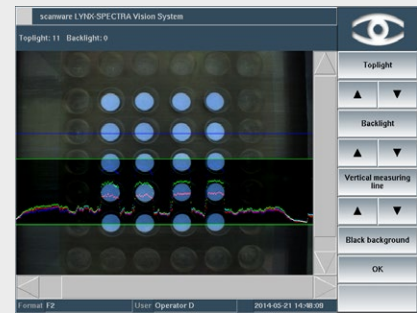 scanware LYNX-SPECTRA Vision System
Toplight: 11 Backlight: 0
Toplight
Backlight
Vertical measuring
line
Black background
OK
Format F2
User Operator D
2014-05-21 14:48:09